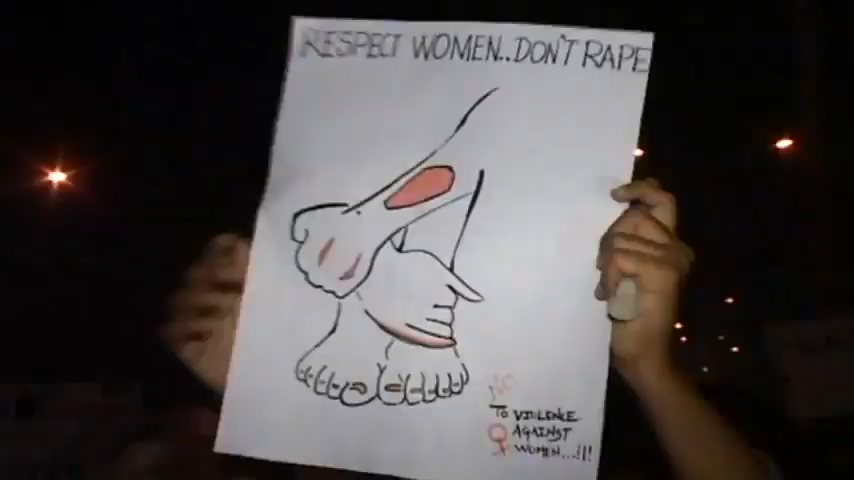 RESPECT WOMEN..DON'T RAPE
NO
TO VIOLENCE
AGAINST
WOMEN...!!!